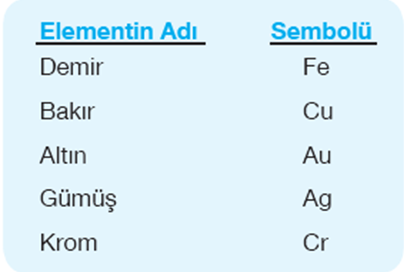 Elementin Adı Sembolü
Demir Fe
Bakır Cu
Altın Au
Gümüş Ag
Krom Cr